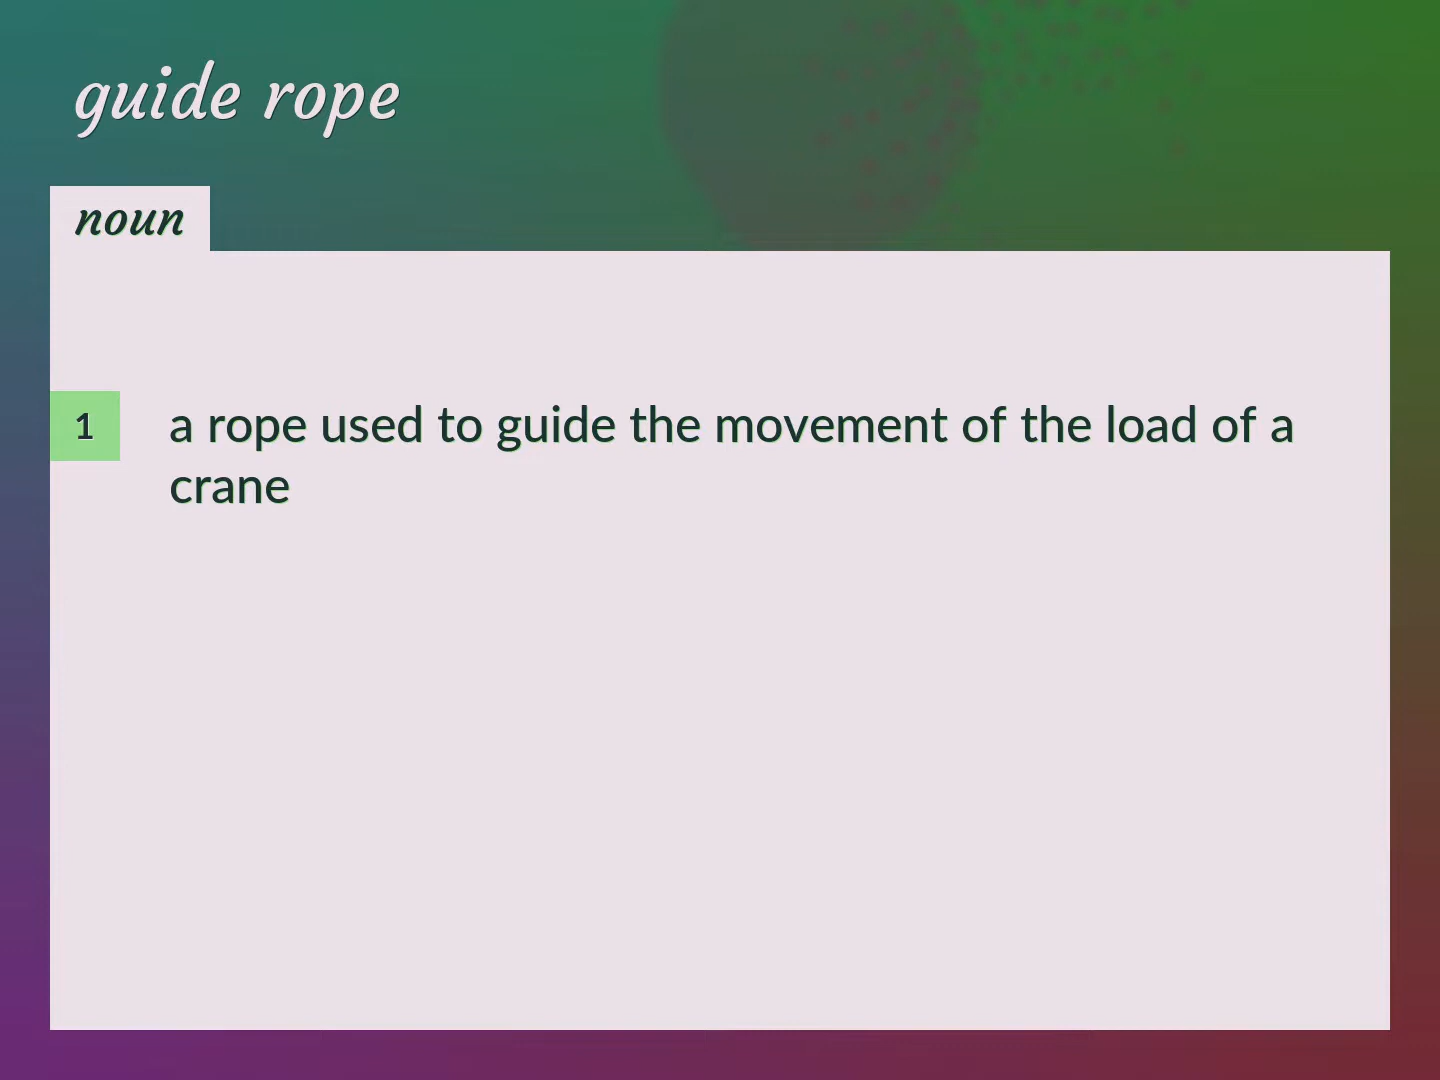 guide rope
noun
1 a rope used to guide the movement of the load of a
crane